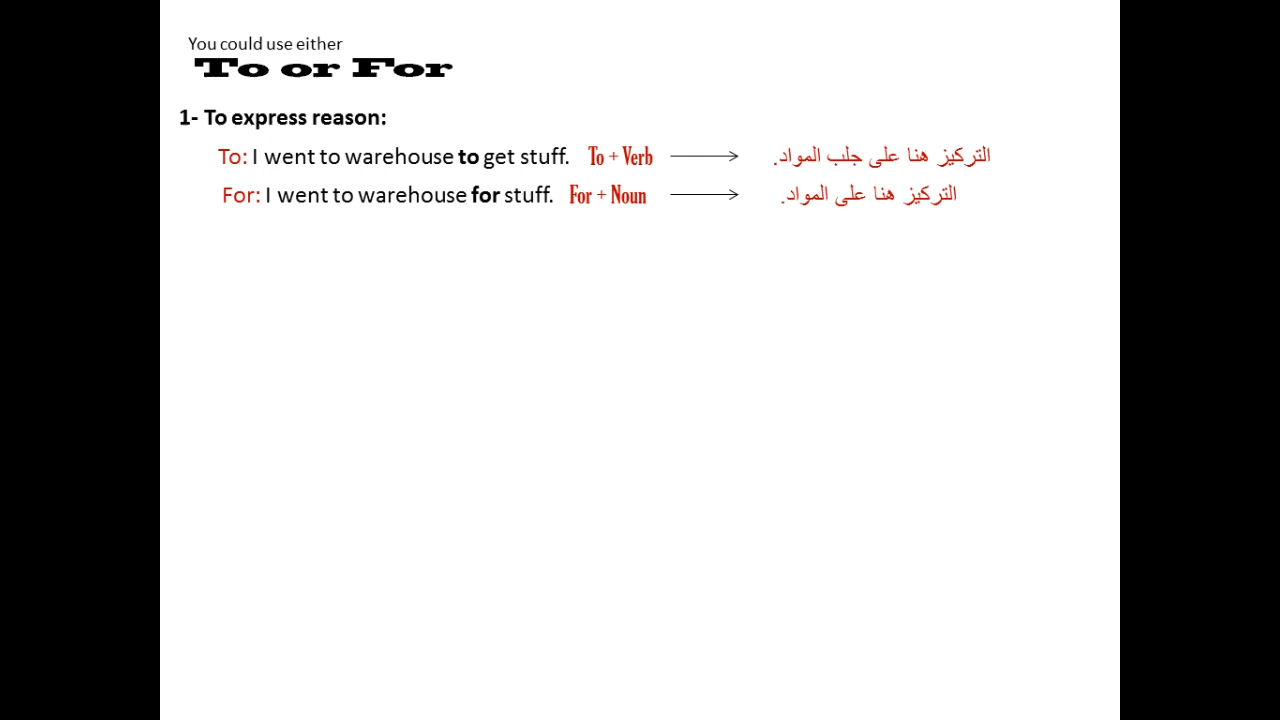 You could use either
To or For
1- To express reason:
To: I went to warehouse to get stuff. To + Verb التركيز هنا على جلب المواد.
For: I went to warehouse for stuff. For + Noun التركيز هنا على المواد.